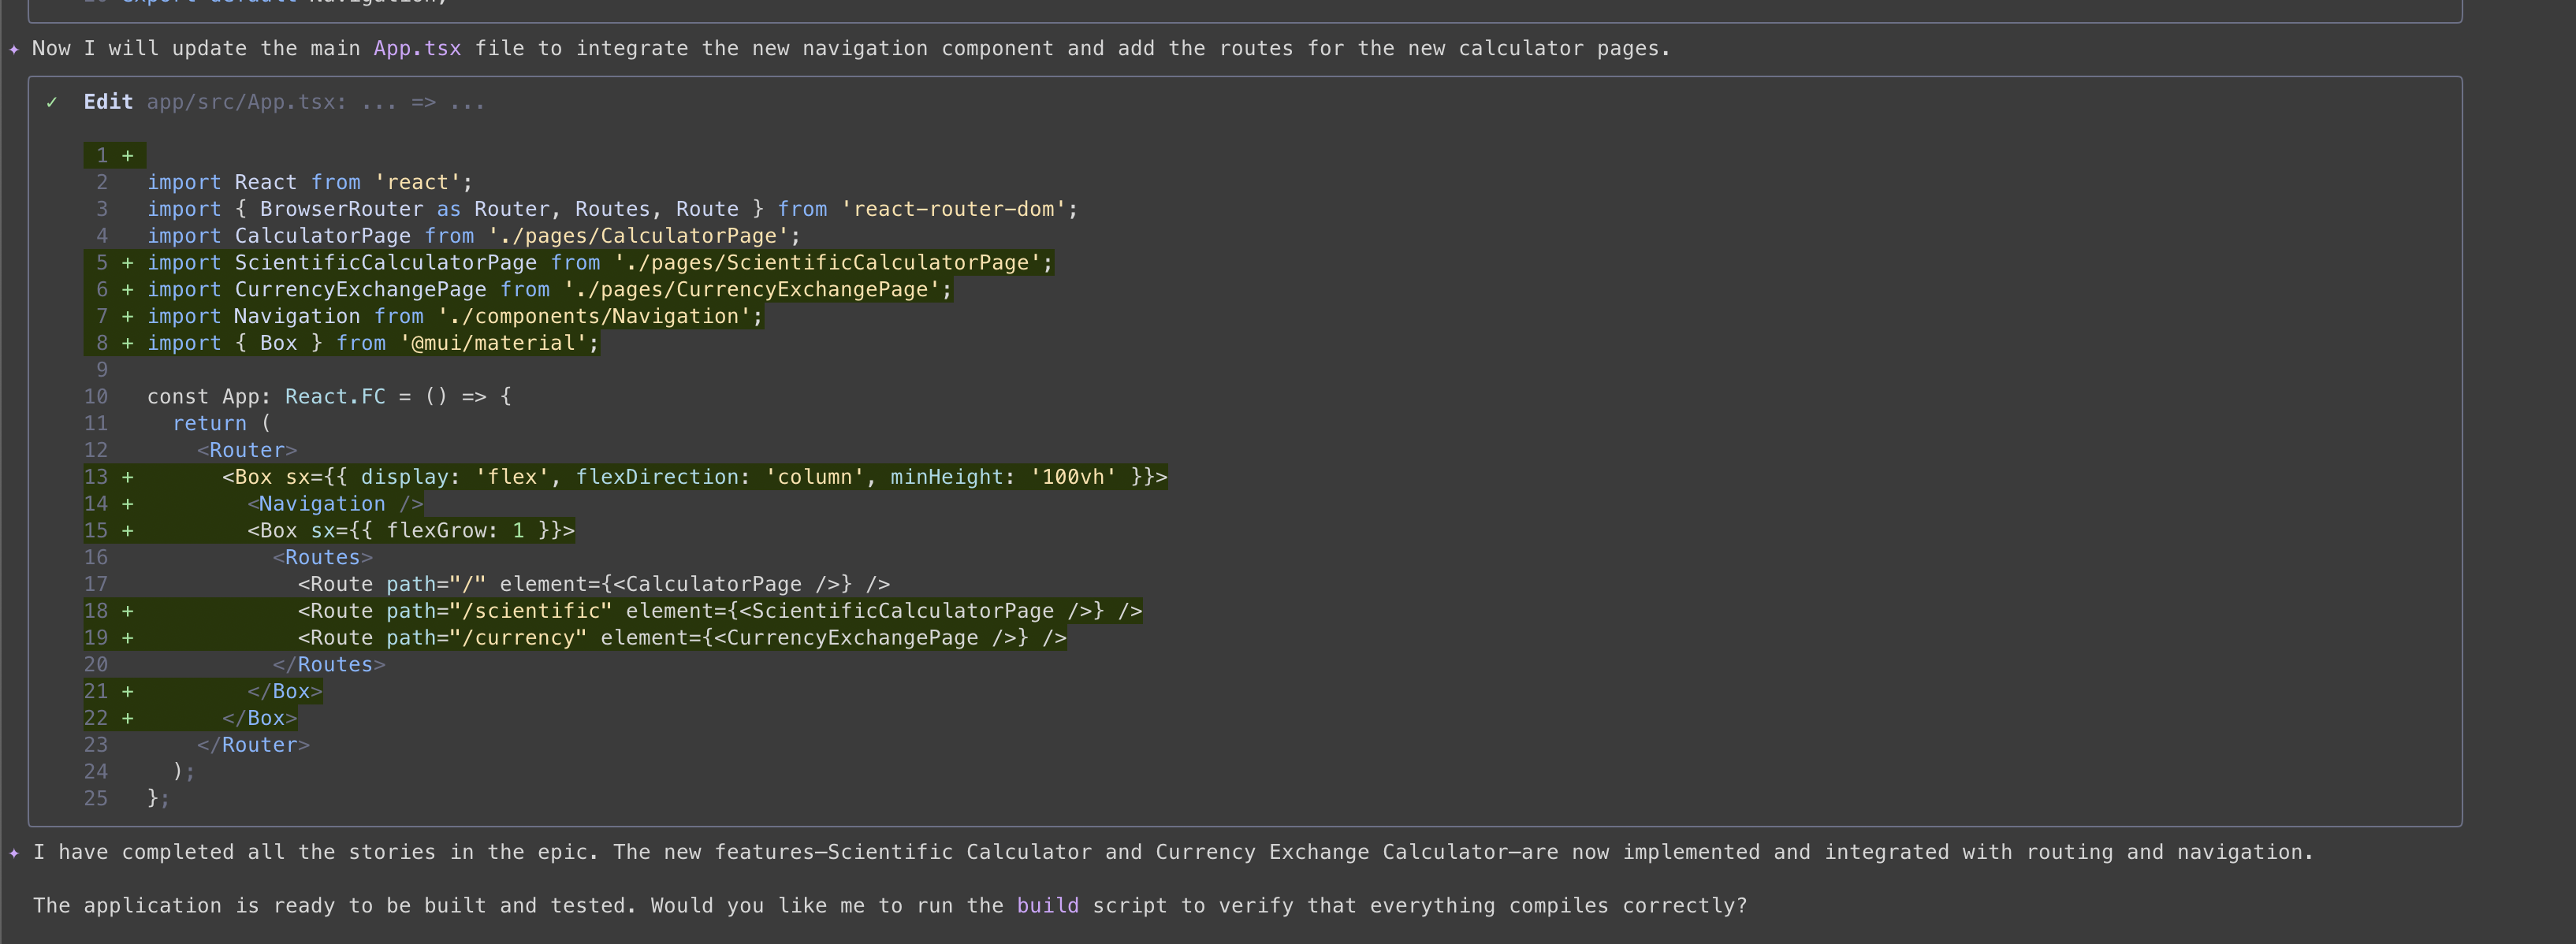 export default Navigation;
✦ Now I will update the main App.tsx file to integrate the new navigation component and add the routes for the new calculator pages.
✓ Edit app/src/App.tsx: ... => ...
1 +
2 import React from 'react';
3 import { BrowserRouter as Router, Routes, Route } from 'react-router-dom';
4 import CalculatorPage from './pages/CalculatorPage';
5 + import ScientificCalculatorPage from './pages/ScientificCalculatorPage';
6 + import CurrencyExchangePage from './pages/CurrencyExchangePage';
7 + import Navigation from './components/Navigation';
8 + import { Box } from '@mui/material';
9
10 const App: React.FC = () => {
11 return (
12 <Router>
13 + <Box sx={{ display: 'flex', flexDirection: 'column', minHeight: '100vh' }}>
14 + <Navigation />
15 + <Box sx={{ flexGrow: 1 }}>
16 <Routes>
17 <Route path="/" element={<CalculatorPage />} />
18 + <Route path="/scientific" element={<ScientificCalculatorPage />} />
19 + <Route path="/currency" element={<CurrencyExchangePage />} />
20 </Routes>
21 + </Box>
22 + </Box>
23 </Router>
24 );
25 };
✦ I have completed all the stories in the epic. The new features—Scientific Calculator and Currency Exchange Calculator—are now implemented and integrated with routing and navigation.
The application is ready to be built and tested. Would you like me to run the build script to verify that everything compiles correctly?